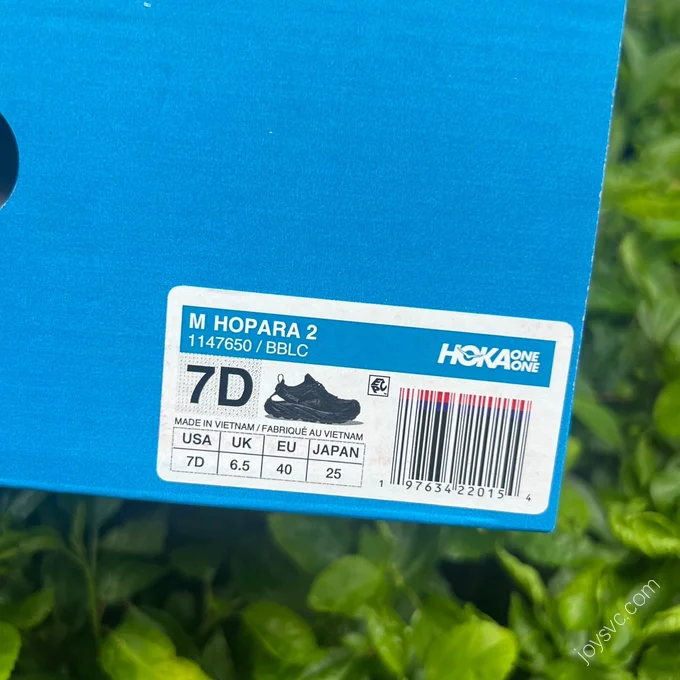 M HOPARA 2
1147650 / BBLC
HOKA ONE ONE
7D
MADE IN VIETNAM / FABRIQUÉ AU VIETNAM
USA UK EU JAPAN
7D 6.5 40 25
1 97634 22015 4
joysvc.com